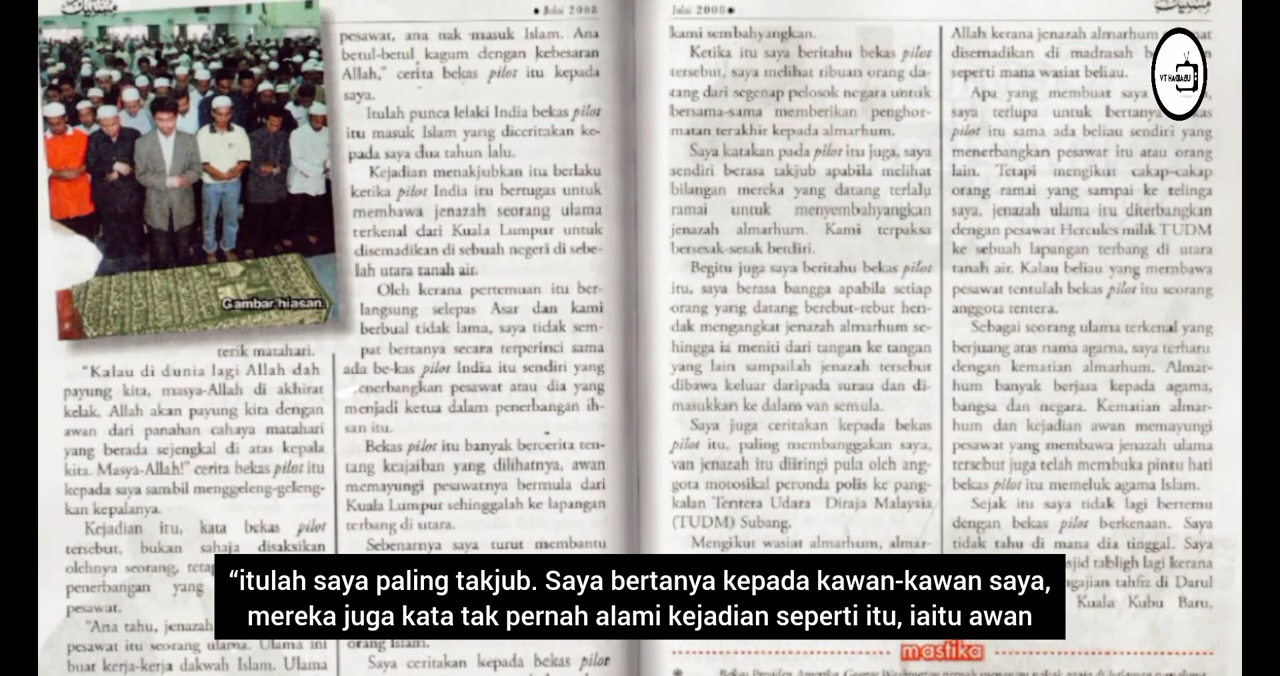 • Julai 2008
Julai 2008•
YT HAGIABU
Gambar hiasan.
terik matahari.
"Kalau di dunia lagi Allah dah
payung kita, masya-Allah di akhirat
kelak, Allah akan payung kita dengan
awan dari panahan cahaya matahari
yang berada sejengkal di atas kepala
kita. Masya-Allah!" cerita bekas pilot itu
kepada saya sambil menggeleng-geleng-
kan kepalanya.
Kejadian itu, kata bekas pilot
tersebut, bukan sahaja disaksikan
olehnya seorang,
penerbangan yang
pesawat.
"Ana tahu, jenazah
pesawat itu seorang ulama. Ulama ini
buat kerja-kerja dakwah Islam. Ulama
pesawat, ana nak masuk Islam. Ana
betul-betul kagum dengan kebesaran
Allah," cerita bekas pilot itu kepada
saya.
Itulah punca lelaki India bekas pilot
itu masuk Islam yang diceritakan ke-
pada saya dua tahun lalu.
Kejadian menakjubkan itu berlaku
ketika pilot India itu bertugas untuk
membawa jenazah seorang ulama
terkenal dari Kuala Lumpur untuk
disemadikan di sebuah negeri di sebe-
lah utara tanah air.
Oleh kerana pertemuan itu ber-
langsung selepas Asar dan kami
berbual tidak lama, saya tidak sem-
pat bertanya secara terperinci sama
ada be-kas pilot India itu sendiri yang
enerbangkan pesawat atau dia yang
menjadi ketua dalam penerbangan ih-
san itu.
Bekas pilot itu banyak bercerita ten-
tang keajaiban yang dilihatnya, awan
memayungi pesawatnya bermula dari
Kuala Lumpur sehinggalah ke lapangan
terbang di utara.
Sebenarnya saya turut membantu
orang Islam.
Saya ceritakan kepada bekas pilot
kami sembahyangkan.
Ketika itu saya beritahu bekas pilot
tersebut, saya melihat ribuan orang da-
tang dari segenap pelosok negara untuk
bersama-sama memberikan penghor-
matan terakhir kepada almarhum.
Saya katakan pada pilot itu juga, saya
sendiri berasa takjub apabila melihat
bilangan mereka yang datang terlalu
ramai untuk menyembahyangkan
jenazah almarhum. Kami terpaksa
bersesak-sesak berdiri.
Begitu juga saya beritahu bekas pilot
itu, saya berasa bangga apabila setiap
orang yang datang berebut-rebut hen-
dak mengangkat jenazah almarhum se-
hingga ia meniti dari tangan ke tangan
yang lain sampailah jenazah tersebut
dibawa keluar daripada surau dan di-
masukkan ke dalam van semula.
Saya juga ceritakan kepada bekas
pilot itu, paling membanggakan saya,
van jenazah itu diiringi pula oleh ang-
gota motosikal peronda polis ke pang-
kalan Tentera Udara Diraja Malaysia
(TUDM) Subang.
Mengikut wasiat almarhum, almar-
Allah kerana jenazah almarhum
disemadikan di madrasah
seperti mana wasiat beliau.
Apa yang membuat saya
saya terlupa untuk bertanya
pilot itu sama ada beliau sendiri yang
menerbangkan pesawat itu atau orang
lain. Tetapi mengikut cakap-cakap
orang ramai yang sampai ke telinga
saya, jenazah ulama itu diterbangkan
dengan pesawat Hercules milik TUDM
ke sebuah lapangan terbang di utara
tanah air. Kalau beliau yang membawa
pesawat tentulah bekas pilot itu seorang
anggota tentera.
Sebagai seorang ulama terkenal yang
berjuang atas nama agama, saya terharu
dengan kematian almarhum. Almar-
hum banyak berjasa kepada agama,
bangsa dan negara. Kematian almar-
hum dan kejadian awan memayungi
pesawat yang membawa jenazah ulama
tersebut juga telah membuka pintu hati
bekas pilot itu memeluk agama Islam.
Sejak itu saya tidak lagi bertemu
dengan bekas pilot berkenaan. Saya
tidak tahu di mana dia tinggal. Saya
jid tabligh lagi kerana
gajian tahfiz di Darul
Kuala Kubu Baru,
mastika
“itulah saya paling takjub. Saya bertanya kepada kawan-kawan saya,
mereka juga kata tak pernah alami kejadian seperti itu, iaitu awan